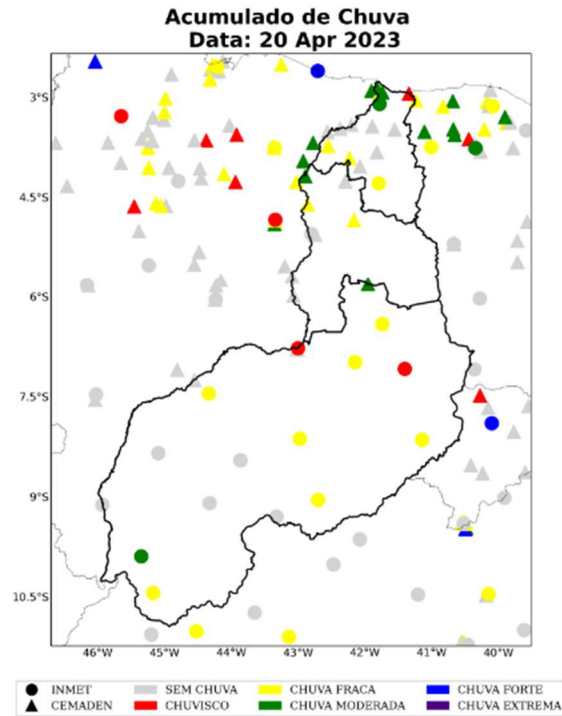 Acumulado de Chuva
Data: 20 Apr 2023
3°S
4.5°S
6°S
7.5°S
9°S
10.5°S
46°W 45°W 44°W 43°W 42°W 41°W 40°W
INMET SEM CHUVA CHUVA FRACA CHUVA FORTE
CEMADEN CHUVISCO CHUVA MODERADA CHUVA EXTREMA